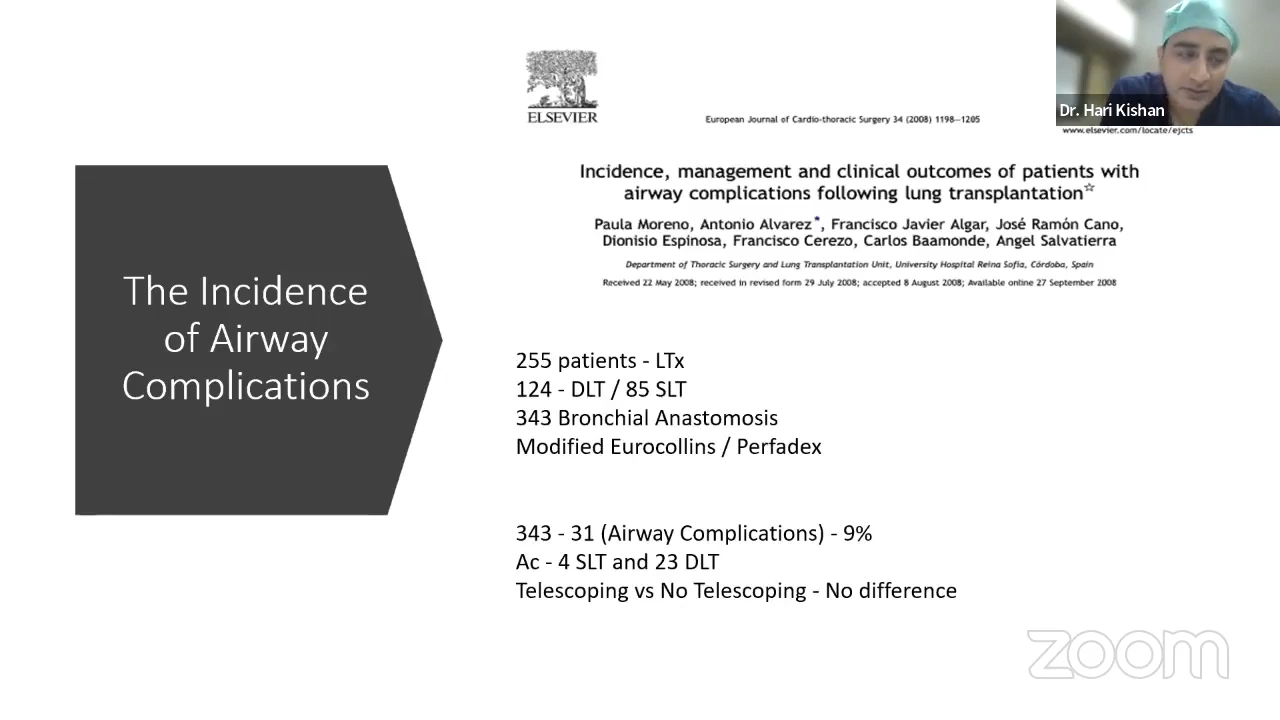 ELSEVIER
European Journal of Cardio-thoracic Surgery 34 (2008) 1198—1205
Dr. Hari Kishan
www.elsevier.com/locate/ejcts
Incidence, management and clinical outcomes of patients with
airway complications following lung transplantation☆
Paula Moreno, Antonio Alvarez*, Francisco Javier Algar, José Ramón Cano,
Dionisio Espinosa, Francisco Cerezo, Carlos Baamonde, Angel Salvatierra
Department of Thoracic Surgery and Lung Transplantation Unit, University Hospital Reina Sofía, Córdoba, Spain
Received 22 May 2008; received in revised form 29 July 2008; accepted 8 August 2008; Available online 27 September 2008
The Incidence
of Airway
Complications
255 patients - LTx
124 - DLT / 85 SLT
343 Bronchial Anastomosis
Modified Eurocollins / Perfadex
343 - 31 (Airway Complications) - 9%
Ac - 4 SLT and 23 DLT
Telescoping vs No Telescoping - No difference
zoom